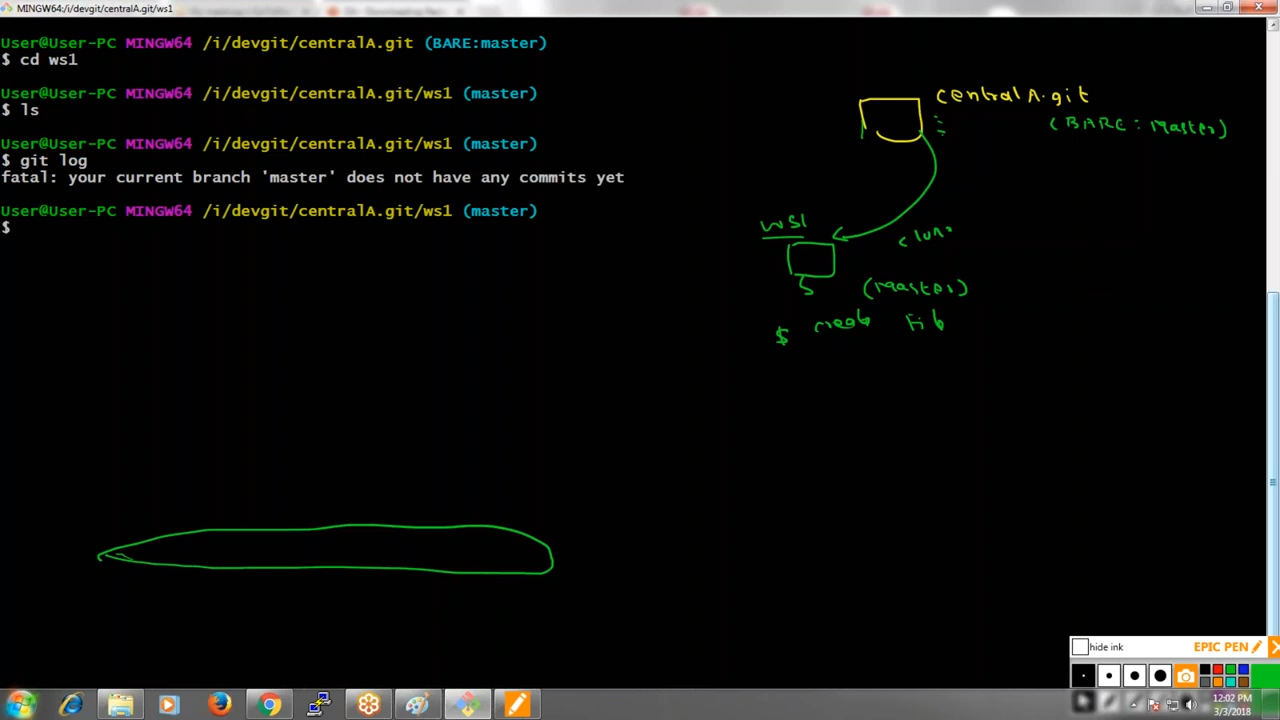 MINGW64:/i/devgit/centralA.git/ws1
User@User-PC MINGW64 /i/devgit/centralA.git (BARE:master)
$ cd ws1
User@User-PC MINGW64 /i/devgit/centralA.git/ws1 (master)
$ ls
User@User-PC MINGW64 /i/devgit/centralA.git/ws1 (master)
$ git log
fatal: your current branch 'master' does not have any commits yet
User@User-PC MINGW64 /i/devgit/centralA.git/ws1 (master)
$
centralA.git
(BARE: master)
WS1
(master)
$
hide ink
EPIC PEN
12:02 PM
3/3/2018